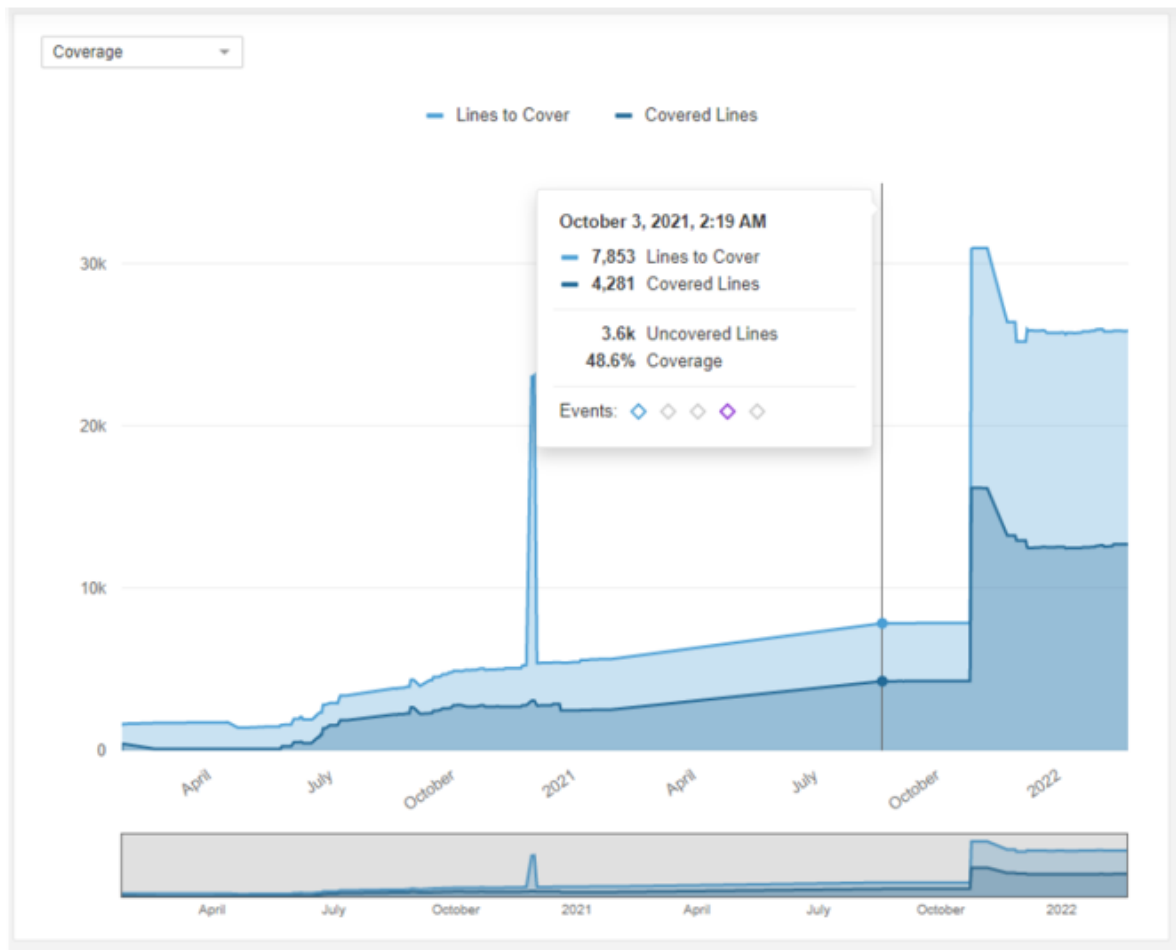 Coverage
Lines to Cover
Covered Lines
October 3, 2021, 2:19 AM
7,853 Lines to Cover
4,281 Covered Lines
3.6k Uncovered Lines
48.6% Coverage
Events:
30k
20k
10k
0
April
July
October
2021
April
July
October
2022
April
July
October
2021
April
July
October
2022